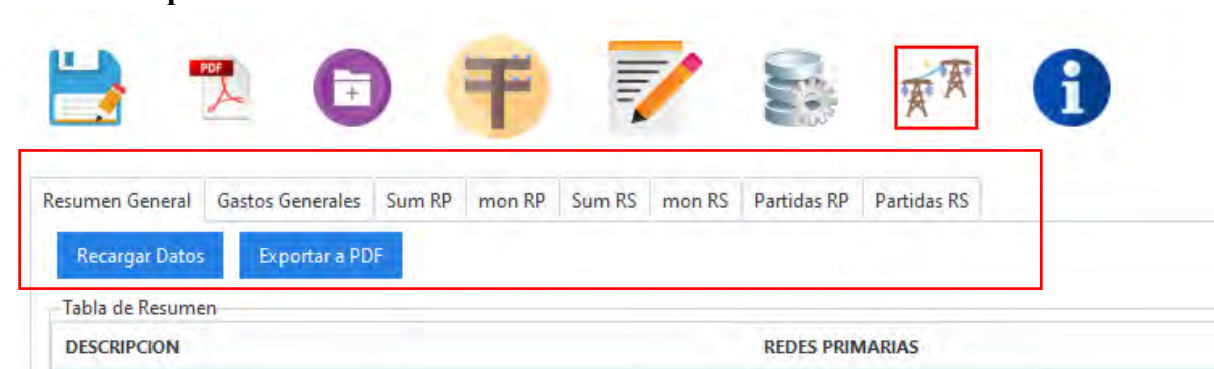 PDF
Resumen General Gastos Generales Sum RP mon RP Sum RS mon RS Partidas RP Partidas RS
Recargar Datos Exportar a PDF
Tabla de Resumen
DESCRIPCION REDES PRIMARIAS